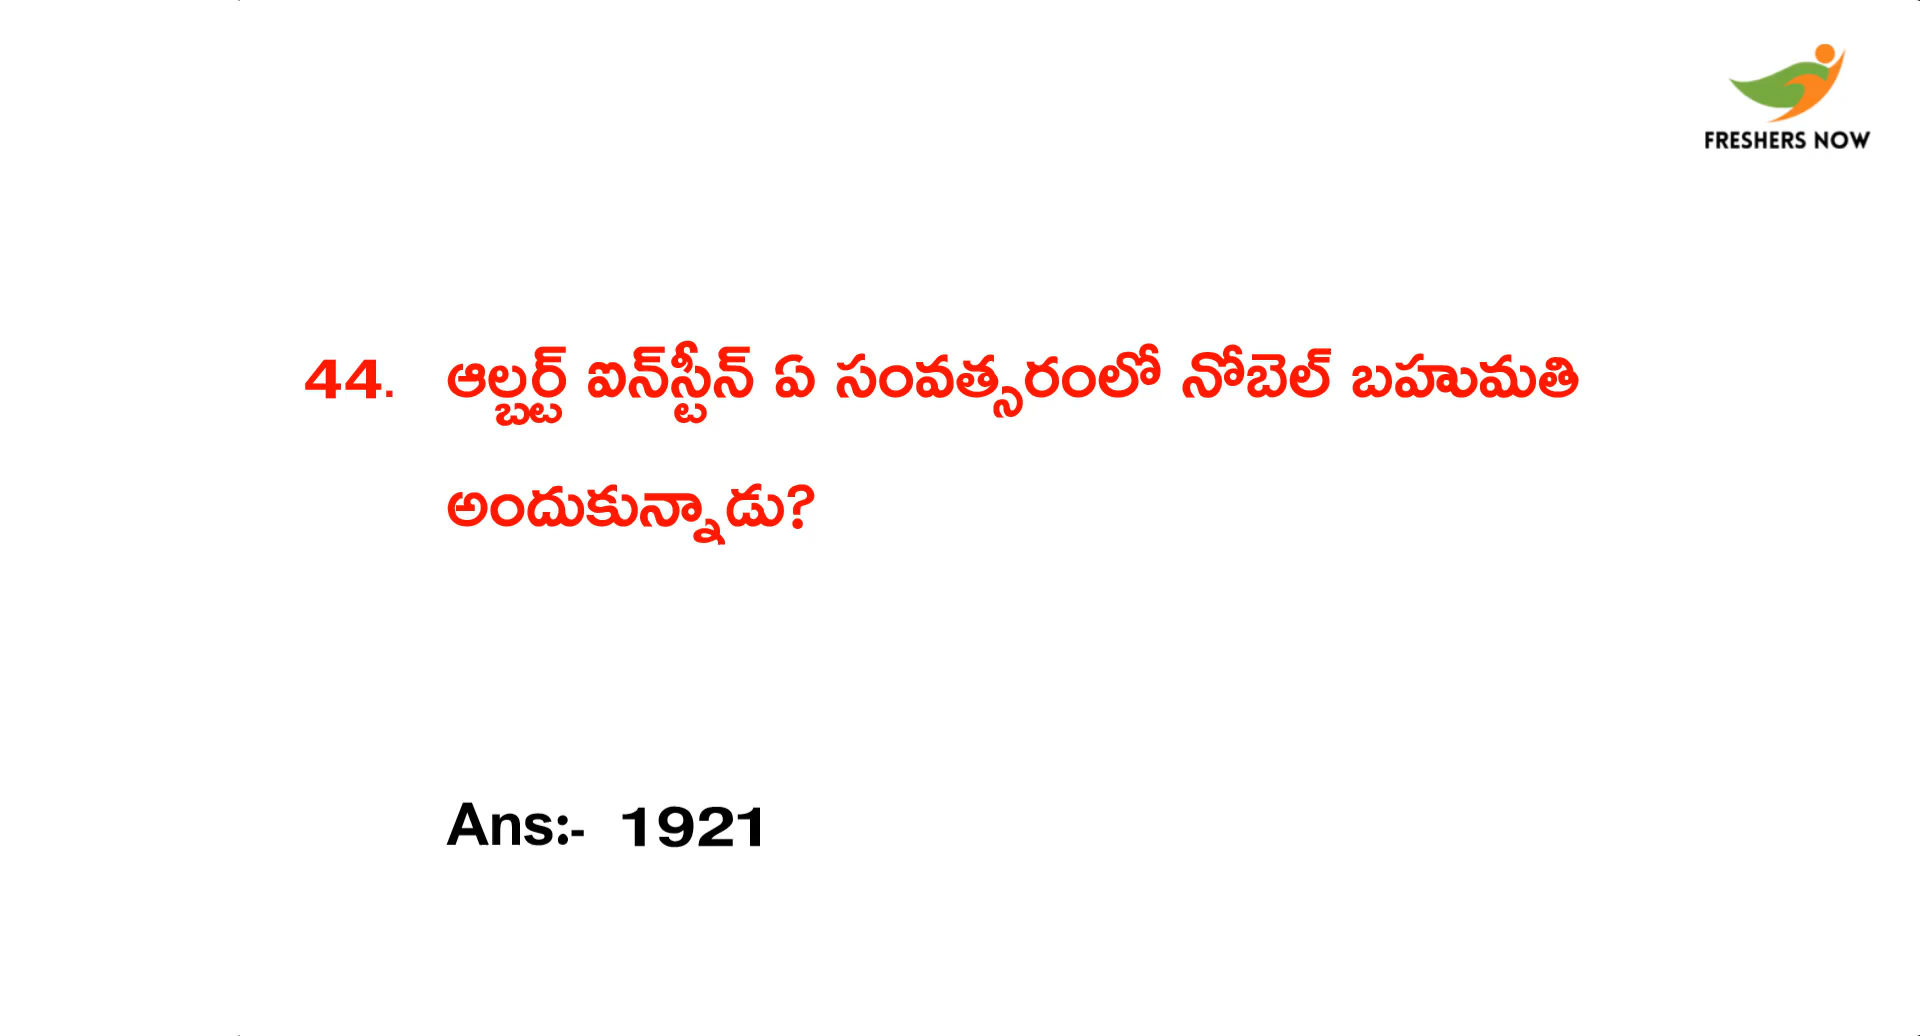 FRESHERS NOW
44. ఆల్బర్ట్ ఐన్‌స్టీన్ ఏ సంవత్సరంలో నోబెల్ బహుమతి
అందుకున్నాడు?
Ans:- 1921